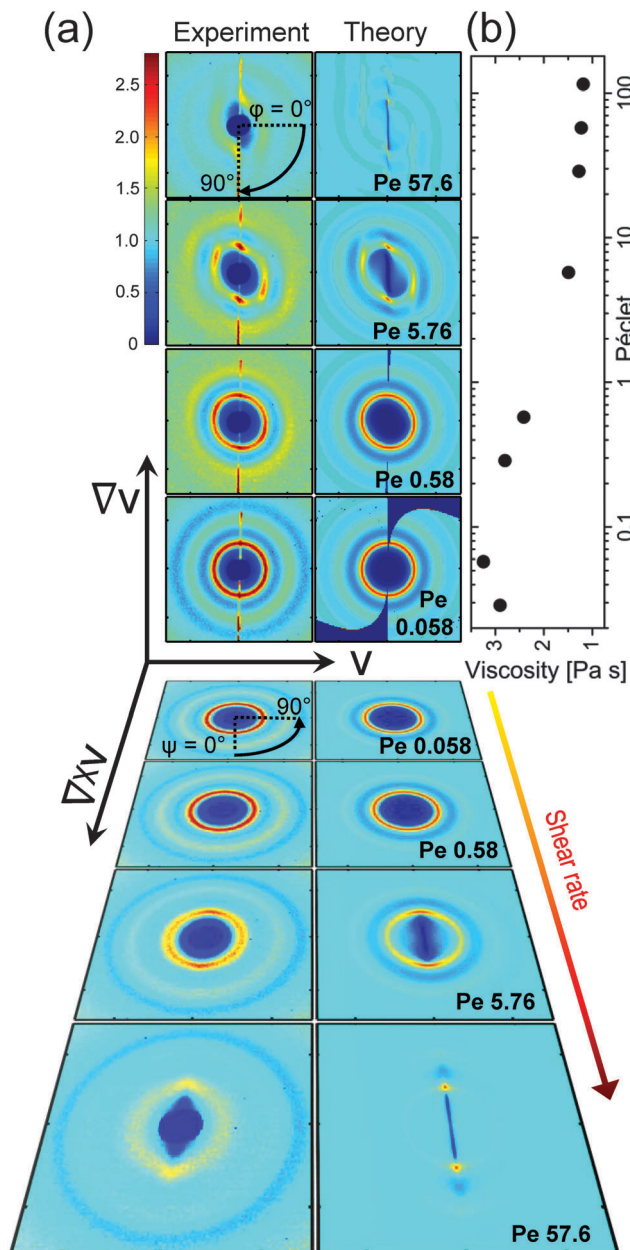 (a) Experiment Theory (b)
2.5
2.0
1.5
1.0
0.5
0
φ = 0°
90°
Pe 57.6
Pe 5.76
Pe 0.58
Pe
0.058
100
10
1
0.1
Péclet
3 2 1
Viscosity [Pa s]
∇v
v
∇xv
90°
ψ = 0°
Pe 0.058
Pe 0.58
Pe 5.76
Pe 57.6
Shear rate